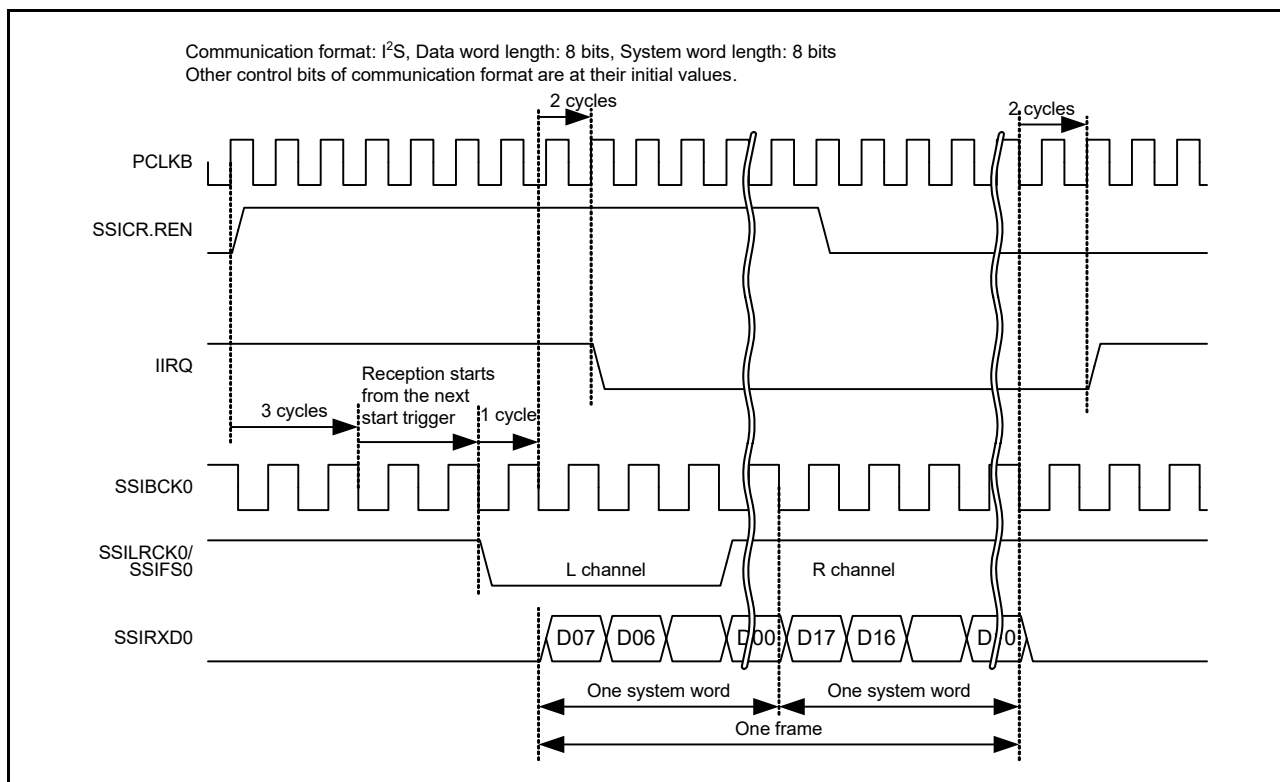 Communication format: I²S, Data word length: 8 bits, System word length: 8 bits
Other control bits of communication format are at their initial values.
2 cycles
2 cycles
PCLKB
SSICR.REN
IIRQ
Reception starts
from the next
start trigger
3 cycles
1 cycle
SSIBCK0
SSILRCK0/
SSIFS0
L channel
R channel
SSIRXD0
D07
D06
D00
D17
D16
One system word
One system word
One frame